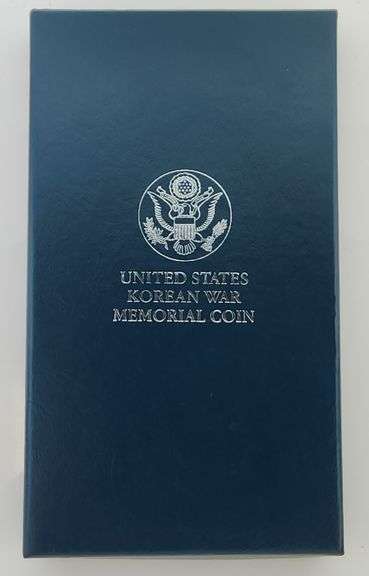 UNITED STATES
KOREAN WAR
MEMORIAL COIN